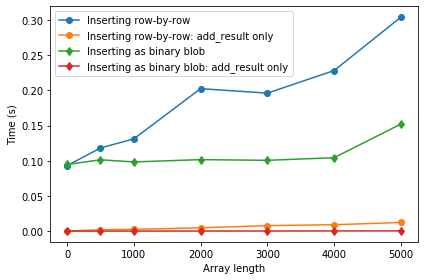 0.30
0.25
0.20
0.15
0.10
0.05
0.00
Time (s)
Inserting row-by-row
Inserting row-by-row: add_result only
Inserting as binary blob
Inserting as binary blob: add_result only
0 1000 2000 3000 4000 5000
Array length